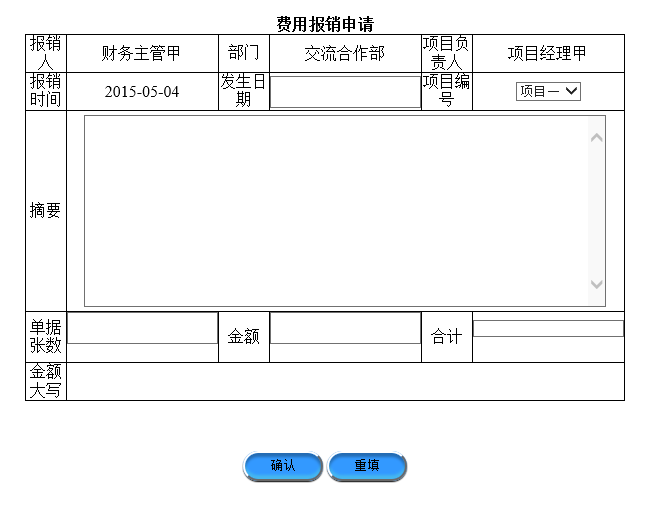 费用报销申请
报销人 财务主管甲 部门 交流合作部 项目负责人 项目经理甲
报销时间 2015-05-04 发生日期 项目编号 项目一
摘要
单据张数 金额 合计
金额大写
确认 重填